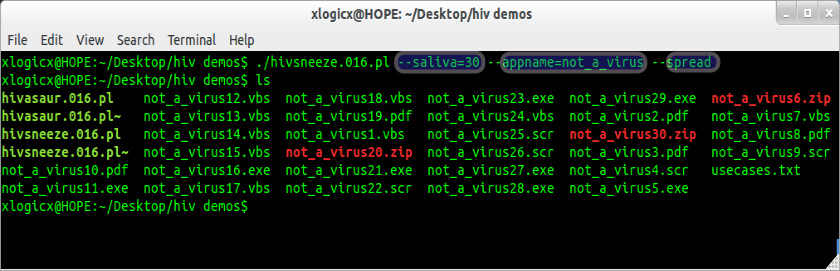 xlogicx@HOPE: ~/Desktop/hiv demos
File Edit View Search Terminal Help
xlogicx@HOPE:~/Desktop/hiv demos$ ./hivsneeze.016.pl --saliva=30 --appname=not_a_virus --spread
xlogicx@HOPE:~/Desktop/hiv demos$ ls
hivasaur.016.pl not_a_virus12.vbs not_a_virus18.vbs not_a_virus23.exe not_a_virus29.exe not_a_virus6.zip
hivasaur.016.pl~ not_a_virus13.vbs not_a_virus19.pdf not_a_virus24.vbs not_a_virus2.pdf not_a_virus7.vbs
hivsneeze.016.pl not_a_virus14.vbs not_a_virus1.vbs not_a_virus25.scr not_a_virus30.zip not_a_virus8.pdf
hivsneeze.016.pl~ not_a_virus15.vbs not_a_virus20.zip not_a_virus26.scr not_a_virus3.pdf not_a_virus9.scr
not_a_virus10.pdf not_a_virus16.exe not_a_virus21.exe not_a_virus27.exe not_a_virus4.scr usecases.txt
not_a_virus11.exe not_a_virus17.vbs not_a_virus22.scr not_a_virus28.exe not_a_virus5.exe
xlogicx@HOPE:~/Desktop/hiv demos$